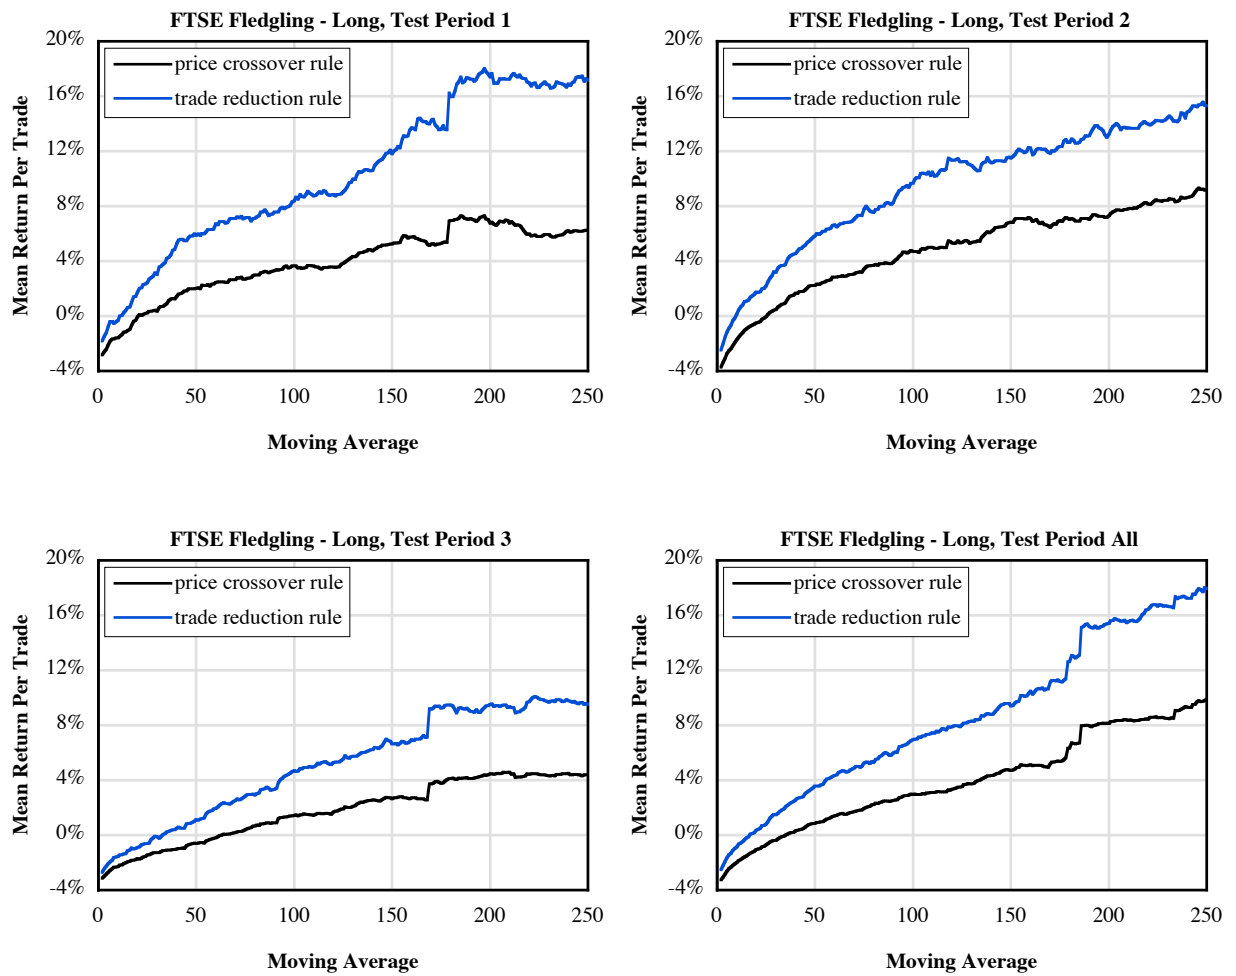 FTSE Fledgling - Long, Test Period 1
20%
16%
12%
8%
4%
0%
-4%
Mean Return Per Trade
price crossover rule
trade reduction rule
0 50 100 150 200 250
Moving Average
FTSE Fledgling - Long, Test Period 2
20%
16%
12%
8%
4%
0%
-4%
Mean Return Per Trade
price crossover rule
trade reduction rule
0 50 100 150 200 250
Moving Average
FTSE Fledgling - Long, Test Period 3
20%
16%
12%
8%
4%
0%
-4%
Mean Return Per Trade
price crossover rule
trade reduction rule
0 50 100 150 200 250
Moving Average
FTSE Fledgling - Long, Test Period All
20%
16%
12%
8%
4%
0%
-4%
Mean Return Per Trade
price crossover rule
trade reduction rule
0 50 100 150 200 250
Moving Average